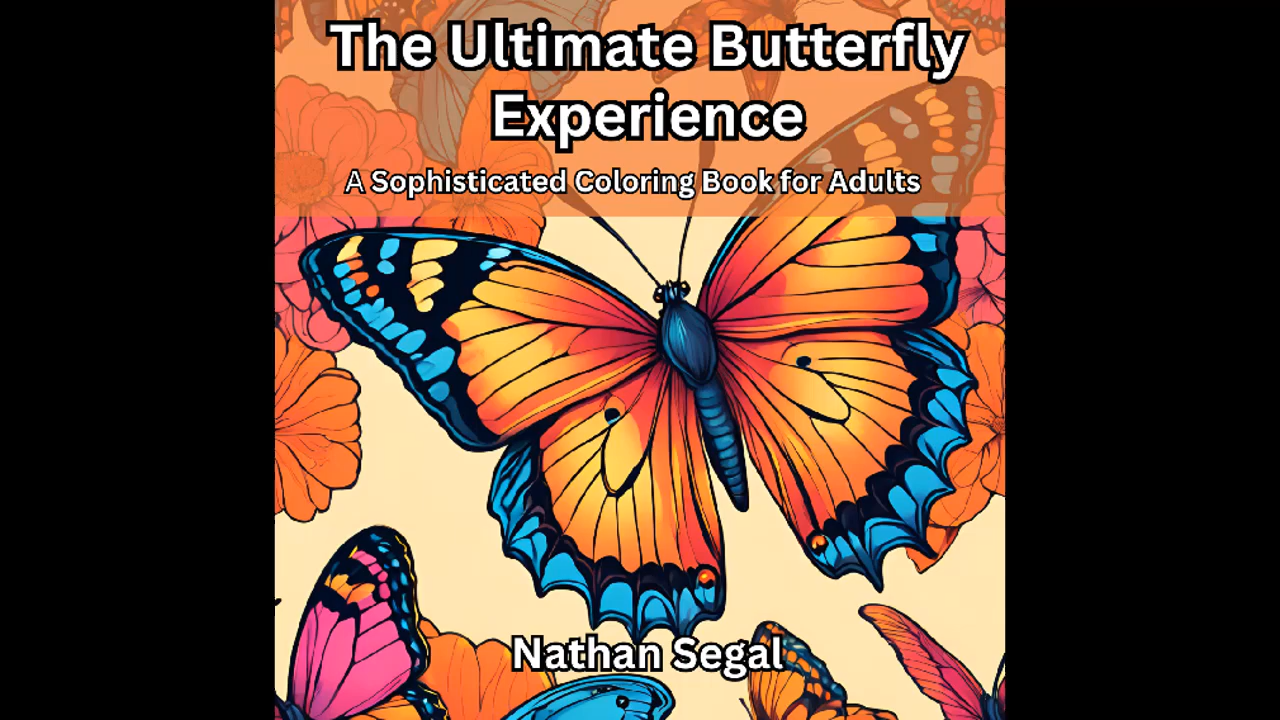 The Ultimate Butterfly
Experience
A Sophisticated Coloring Book for Adults
Nathan Segal